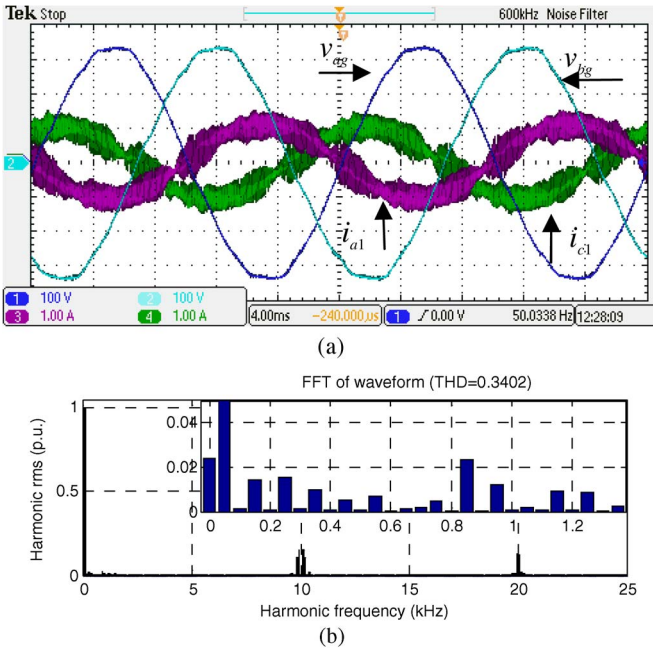 Tek Stop 600kHz Noise Filter
T
v_ag v_bg
2
i_a1 i_c1
1 100 V 2 100 V
3 1.00 A 4 1.00 A
4.00ms -240.000µs 1 ƒ 0.00 V 50.0338 Hz 12:28:09
(a)
FFT of waveform (THD=0.3402)
Harmonic rms (p.u.)
1
0.5
0
0.04
0.02
0
0 0.2 0.4 0.6 0.8 1 1.2
0 5 10 15 20 25
Harmonic frequency (kHz)
(b)